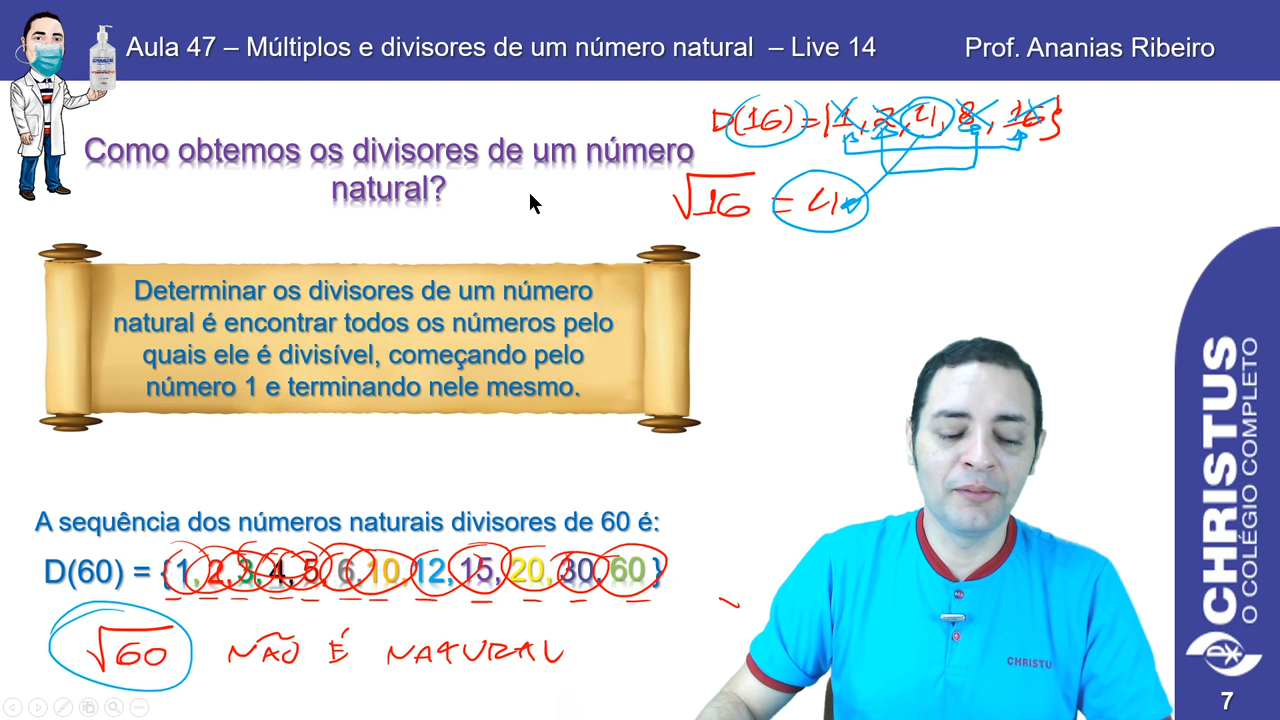 Aula 47 – Múltiplos e divisores de um número natural – Live 14
Prof. Ananias Ribeiro
D(16)={1,2,4,8,16}
√16 = 4
Como obtemos os divisores de um número
natural?
Determinar os divisores de um número
natural é encontrar todos os números pelo
quais ele é divisível, começando pelo
número 1 e terminando nele mesmo.
A sequência dos números naturais divisores de 60 é:
D(60) = {1, 2, 3, 4, 5, 6, 10, 12, 15, 20, 30, 60 }
√60 NÃO É NATURAL
CHRISTUS
O COLÉGIO COMPLETO
CHRISTU
7